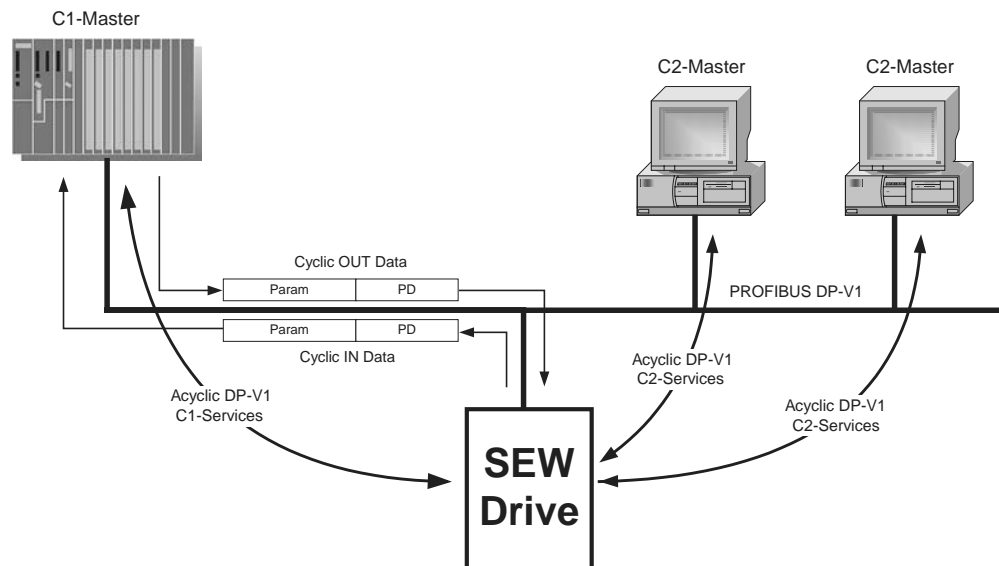 C1-Master
C2-Master
C2-Master
Cyclic OUT Data
Param
PD
PROFIBUS DP-V1
Param
PD
Cyclic IN Data
Acyclic DP-V1
C1-Services
Acyclic DP-V1
C2-Services
Acyclic DP-V1
C2-Services
SEW
Drive